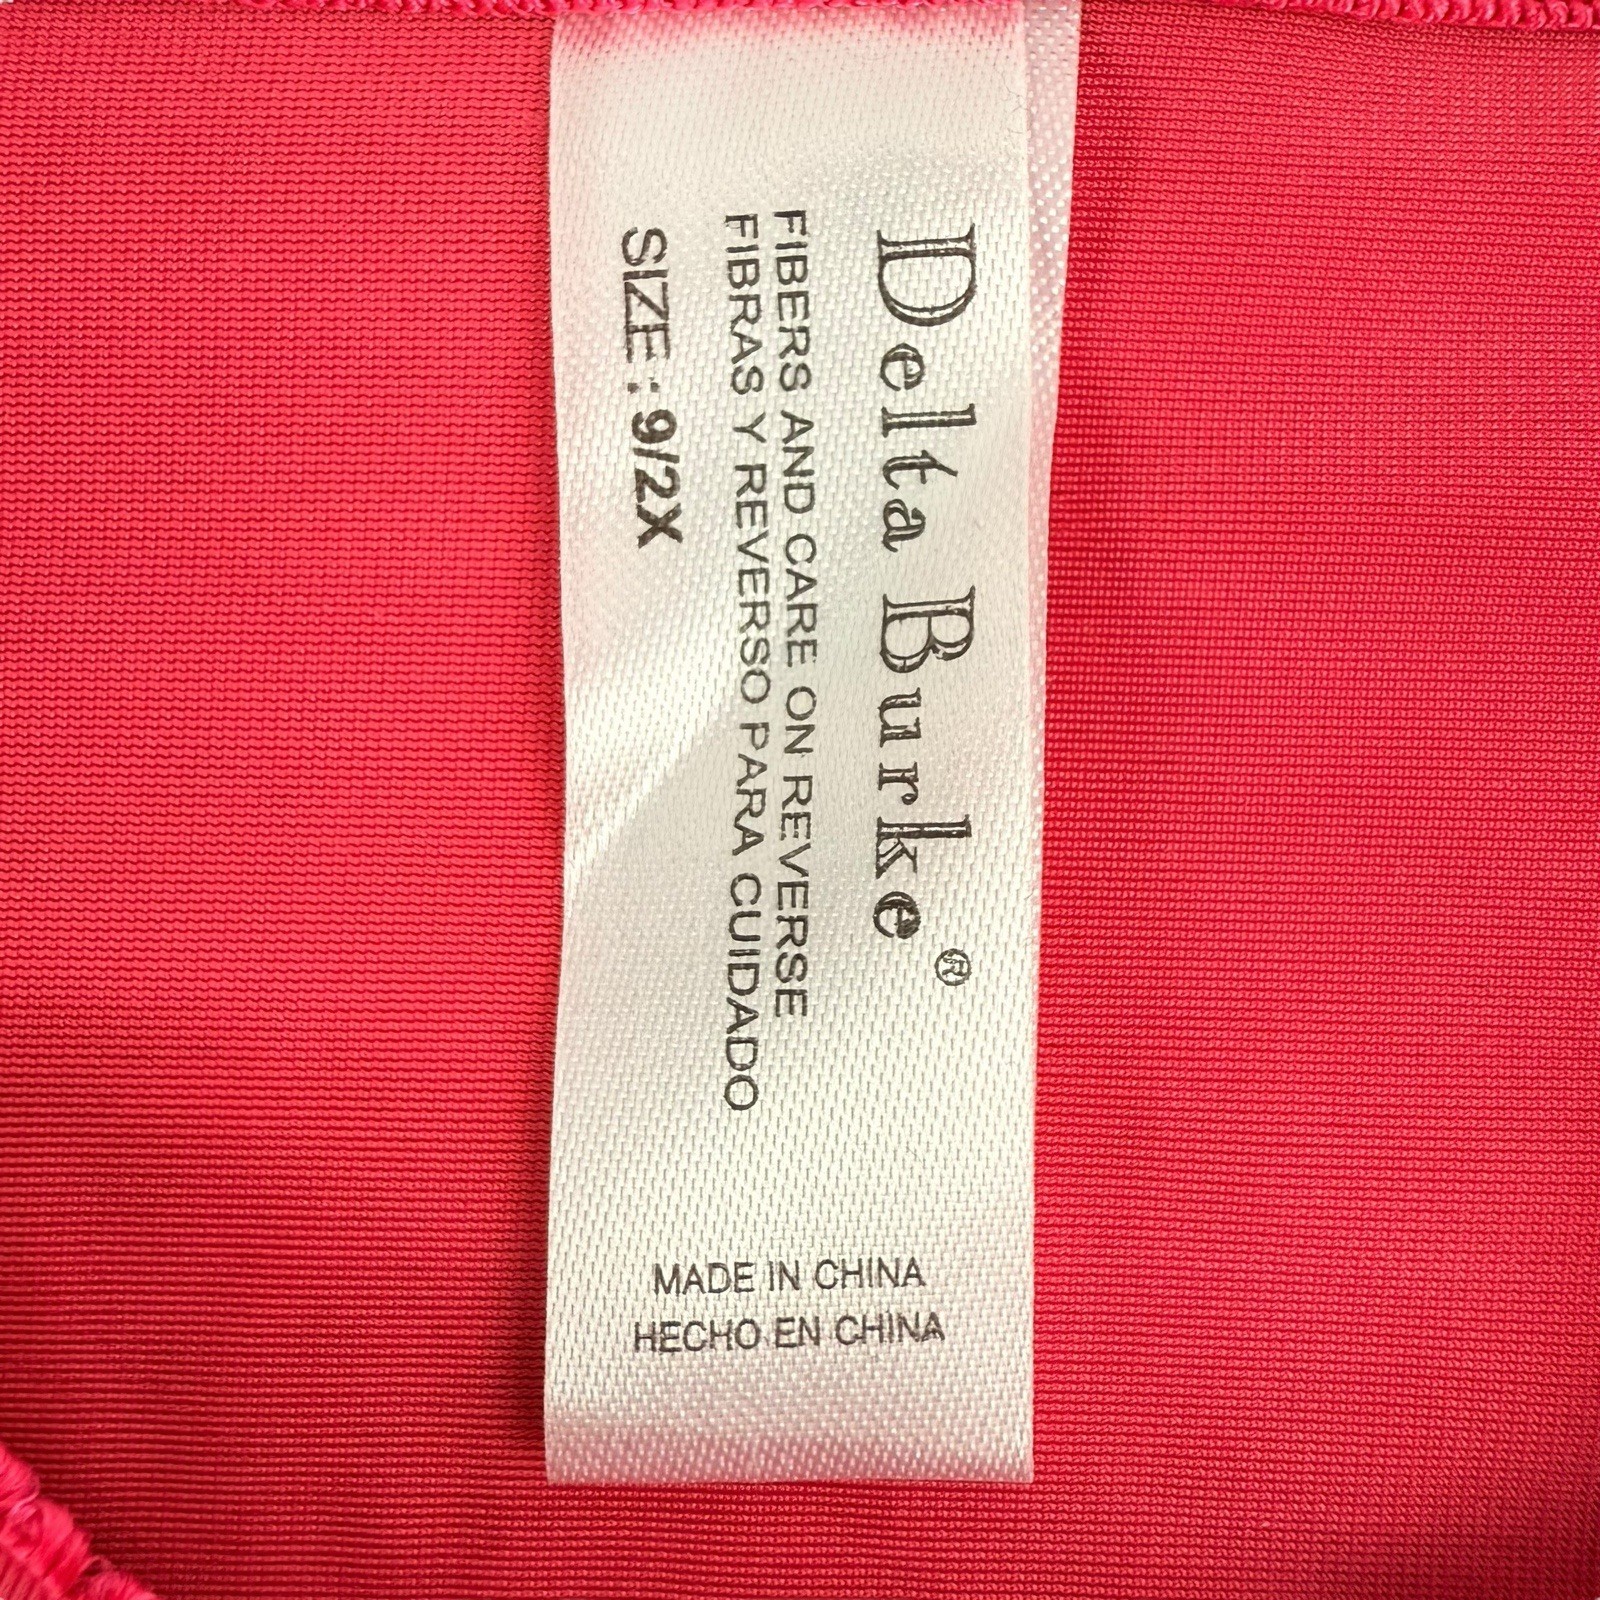 Delta Burke ®
FIBERS AND CARE ON REVERSE
FIBRAS Y REVERSO PARA CUIDADO
SIZE : 9/2X
MADE IN CHINA
HECHO EN CHINA